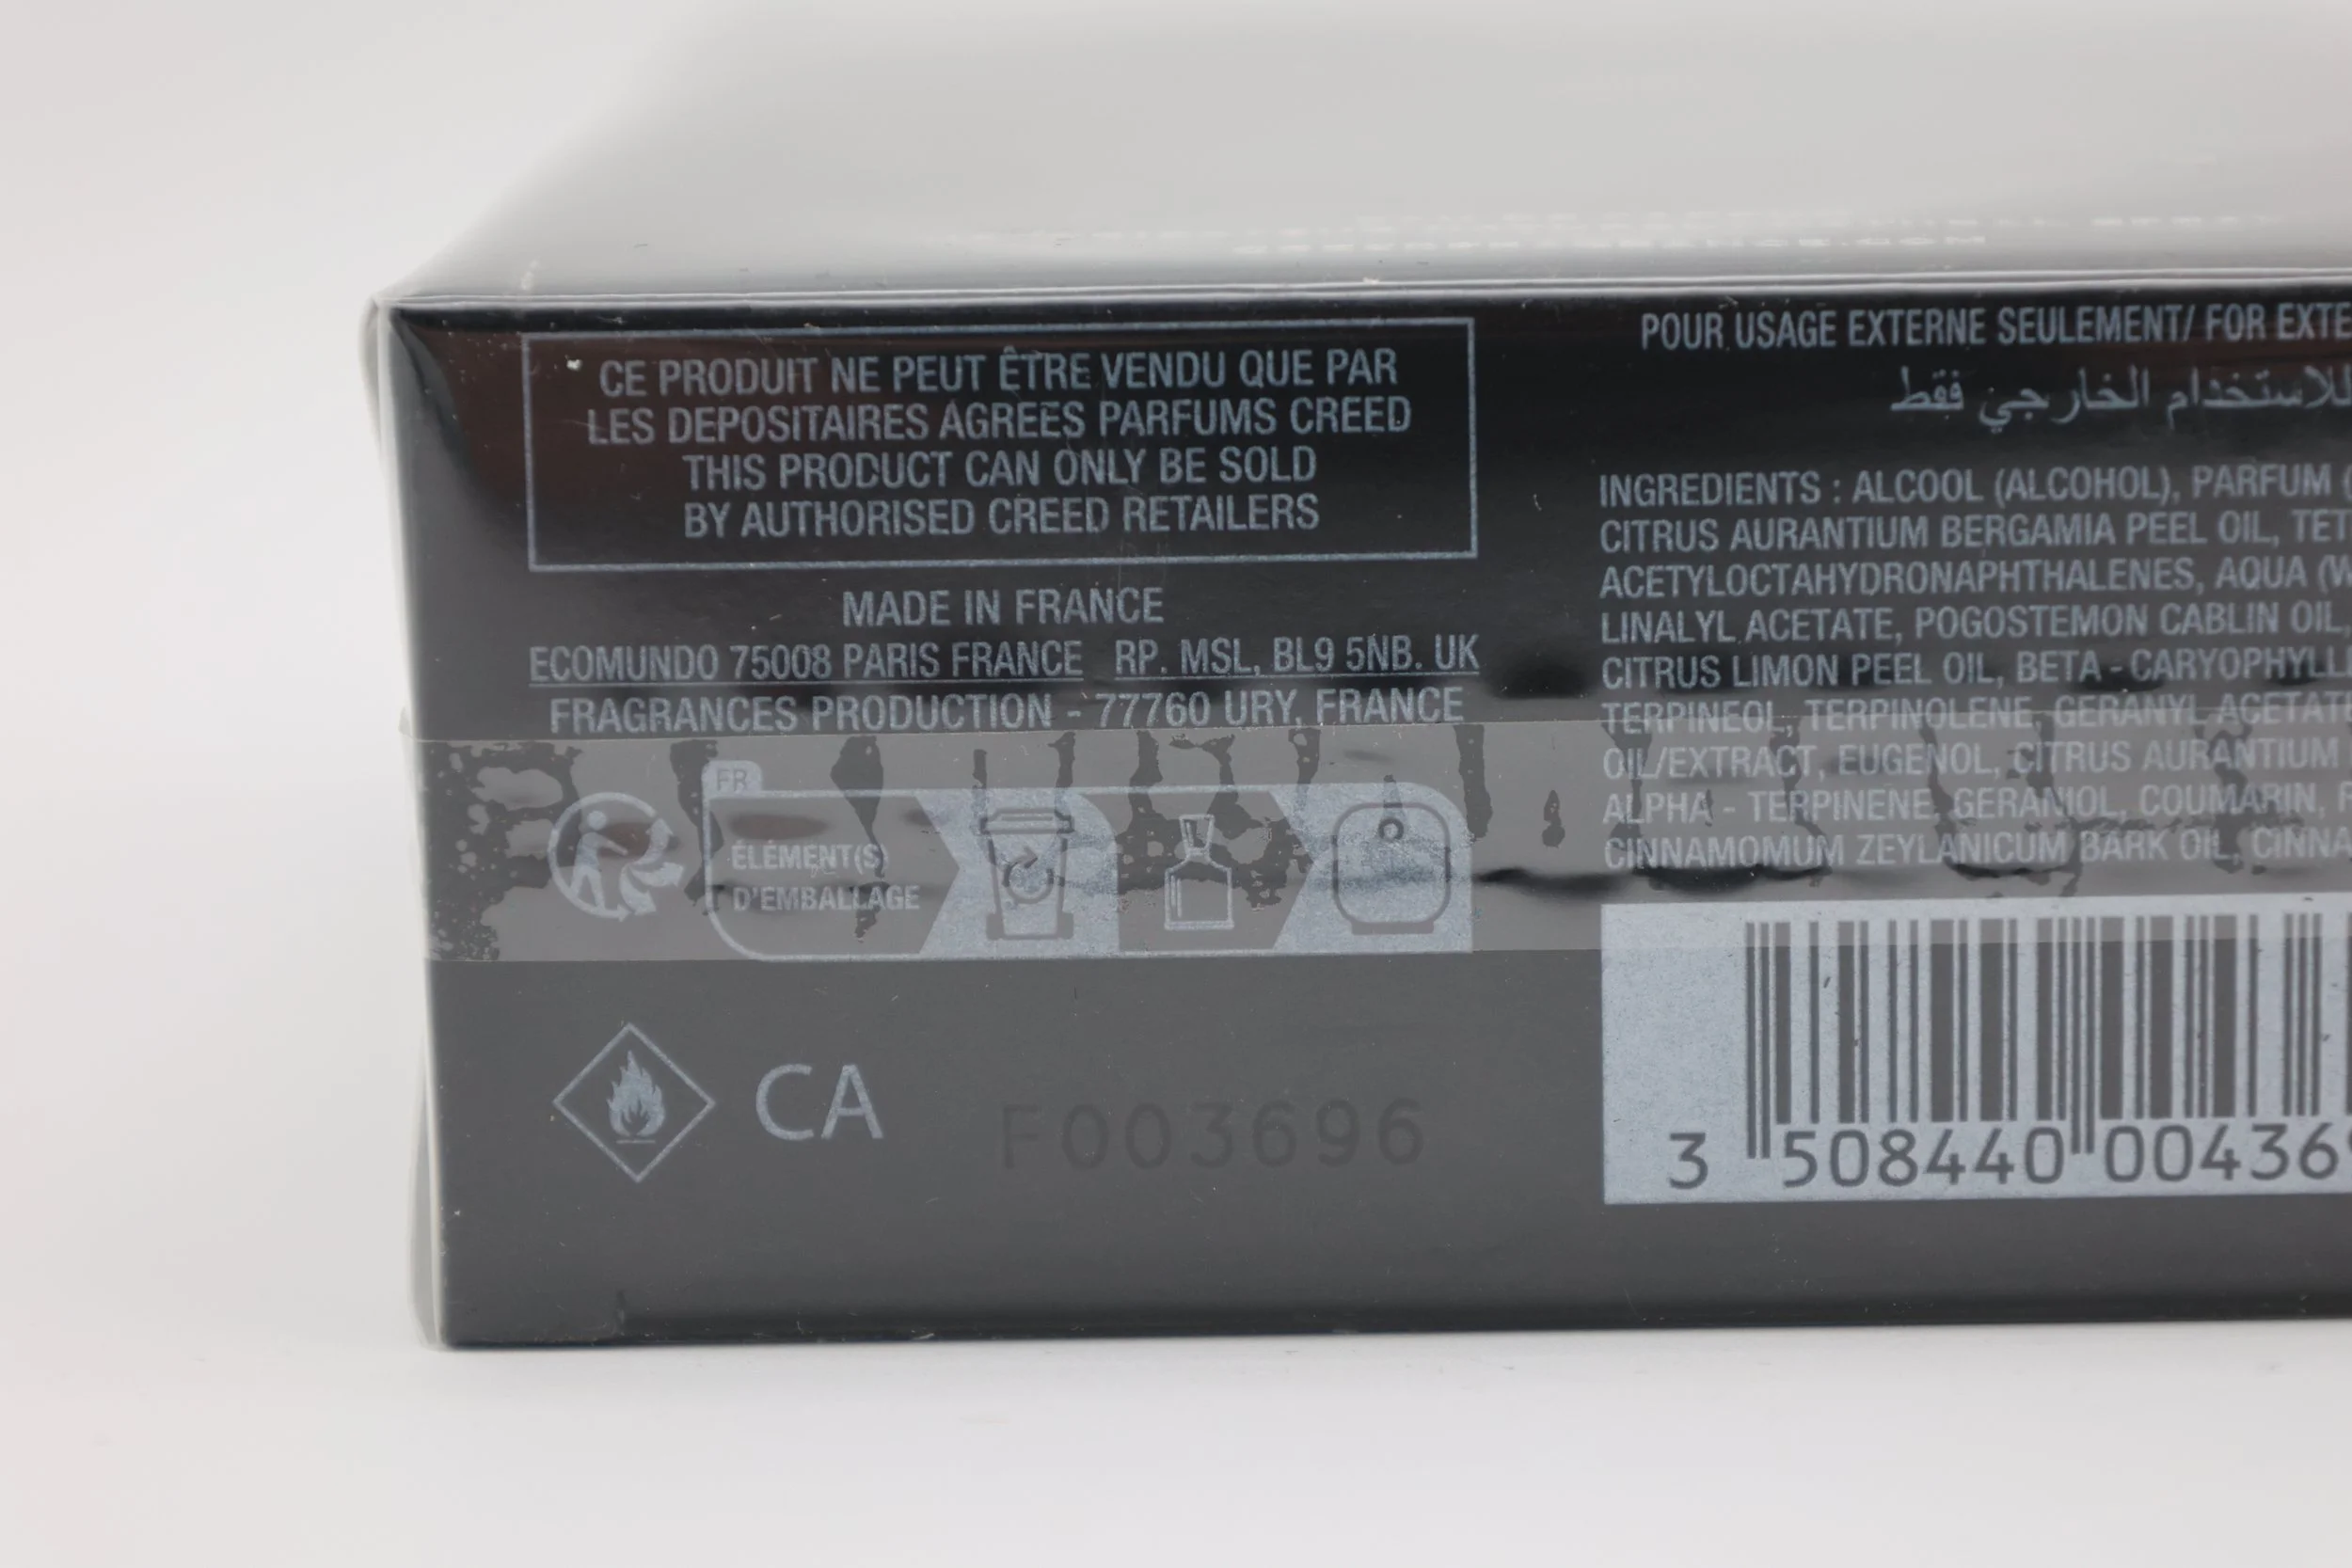 CE PRODUIT NE PEUT ÊTRE VENDU QUE PAR
LES DEPOSITAIRES AGREES PARFUMS CREED
THIS PRODUCT CAN ONLY BE SOLD
BY AUTHORISED CREED RETAILERS
MADE IN FRANCE
ECOMUNDO 75008 PARIS FRANCE RP. MSL, BL9 5NB. UK
FRAGRANCES PRODUCTION - 77760 URY, FRANCE
FR
ÉLÉMENT(S)
D'EMBALLAGE
CA
F003696
POUR USAGE EXTERNE SEULEMENT/ FOR
للاستخدام الخارجي فقط
INGREDIENTS : ALCOOL (ALCOHOL), PARFUM
CITRUS AURANTIUM BERGAMIA PEEL OIL,
ACETYLOCTAHYDRONAPHTHALENES, AQUA
LINALYL ACETATE, POGOSTEMON CABLIN OIL
CITRUS LIMON PEEL OIL, BETA - 
TERPINEOL, TERPINOLENE, GERANYL
OIL/EXTRACT, EUGENOL, CITRUS AURANTIUM
ALPHA - TERPINENE, GERANIOL, COUMARIN,
CINNAMOMUM ZEYLANICUM BARK OIL,
3 508440 00436